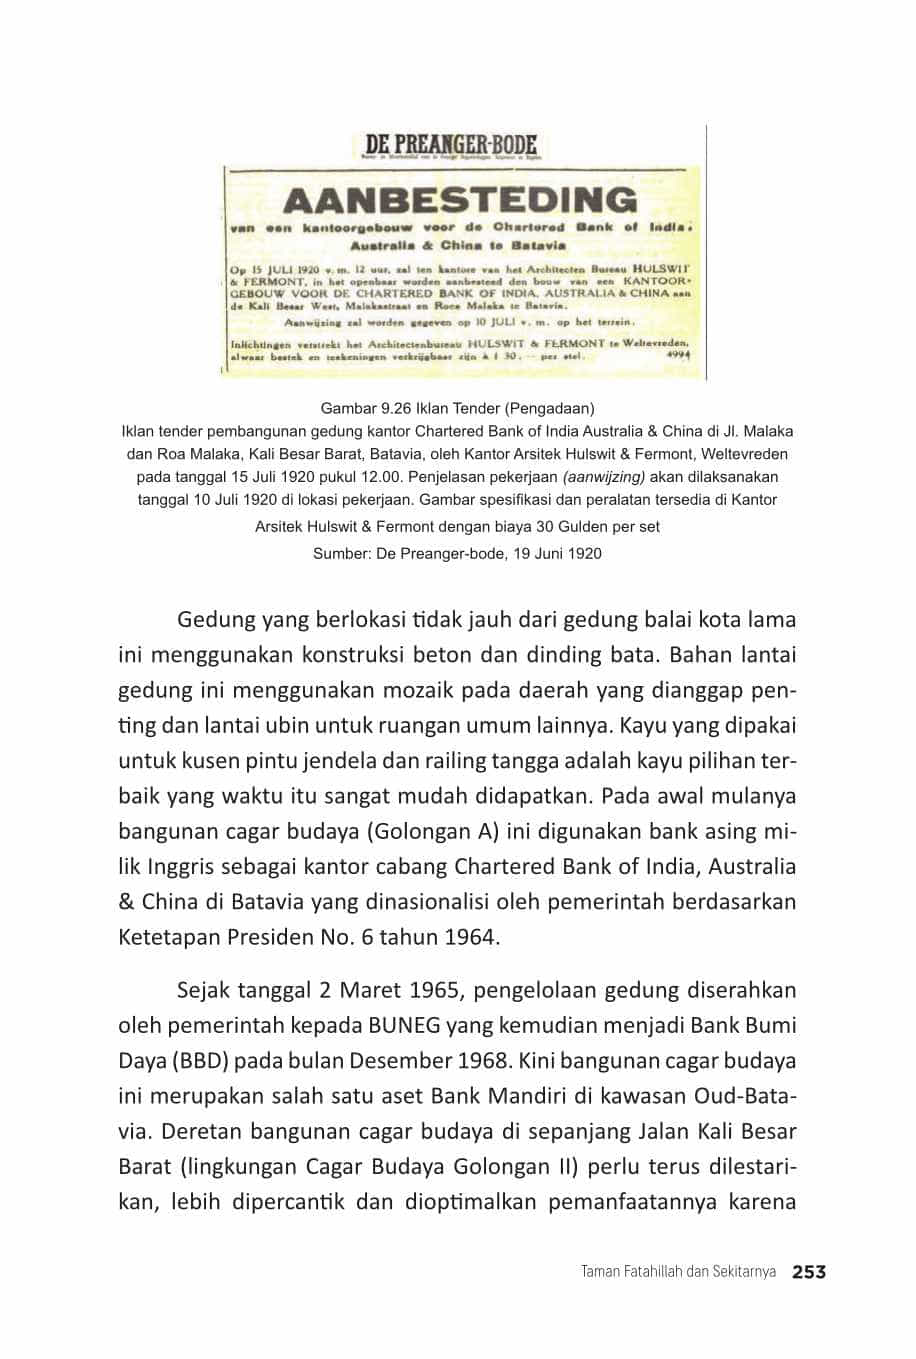 DE PREANGER-BODE
AANBESTEDING
van een kantoorgebouw voor de Chartered Bank of India,
Australia & China te Batavia
Op 15 JULI 1920 v. m. 12 uur, zal ten kantore van het Architecten Bureau HULSWIT
& FERMONT, in het openbaar worden aanbesteed den bouw van een KANTOOR-
GEBOUW VOOR DE CHARTERED BANK OF INDIA, AUSTRALIA & CHINA aan
de Kali Besar West, Malakastraat en Roea Malaka te Batavia.
Aanwijzing zal worden gegeven op 10 JULI v. m. op het terrein.
Inlichtingen verstrekt het Architectenbureau HULSWIT & FERMONT te Weltevreden,
alwaar bestek en teekeningen verkrijgbaar zijn à f 30.— per stel. 4994
Gambar 9.26 Iklan Tender (Pengadaan)
Iklan tender pembangunan gedung kantor Chartered Bank of India Australia & China di Jl. Malaka
dan Roa Malaka, Kali Besar Barat, Batavia, oleh Kantor Arsitek Hulswit & Fermont, Weltevreden
pada tanggal 15 Juli 1920 pukul 12.00. Penjelasan pekerjaan (aanwijzing) akan dilaksanakan
tanggal 10 Juli 1920 di lokasi pekerjaan. Gambar spesifikasi dan peralatan tersedia di Kantor
Arsitek Hulswit & Fermont dengan biaya 30 Gulden per set
Sumber: De Preanger-bode, 19 Juni 1920
Gedung yang berlokasi tidak jauh dari gedung balai kota lama
ini menggunakan konstruksi beton dan dinding bata. Bahan lantai
gedung ini menggunakan mozaik pada daerah yang dianggap pen-
ting dan lantai ubin untuk ruangan umum lainnya. Kayu yang dipakai
untuk kusen pintu jendela dan railing tangga adalah kayu pilihan ter-
baik yang waktu itu sangat mudah didapatkan. Pada awal mulanya
bangunan cagar budaya (Golongan A) ini digunakan bank asing mi-
lik Inggris sebagai kantor cabang Chartered Bank of India, Australia
& China di Batavia yang dinasionalisi oleh pemerintah berdasarkan
Ketetapan Presiden No. 6 tahun 1964.
Sejak tanggal 2 Maret 1965, pengelolaan gedung diserahkan
oleh pemerintah kepada BUNEG yang kemudian menjadi Bank Bumi
Daya (BBD) pada bulan Desember 1968. Kini bangunan cagar budaya
ini merupakan salah satu aset Bank Mandiri di kawasan Oud-Bata-
via. Deretan bangunan cagar budaya di sepanjang Jalan Kali Besar
Barat (lingkungan Cagar Budaya Golongan II) perlu terus dilestari-
kan, lebih dipercantik dan dioptimalkan pemanfaatannya karena
Taman Fatahillah dan Sekitarnya 253